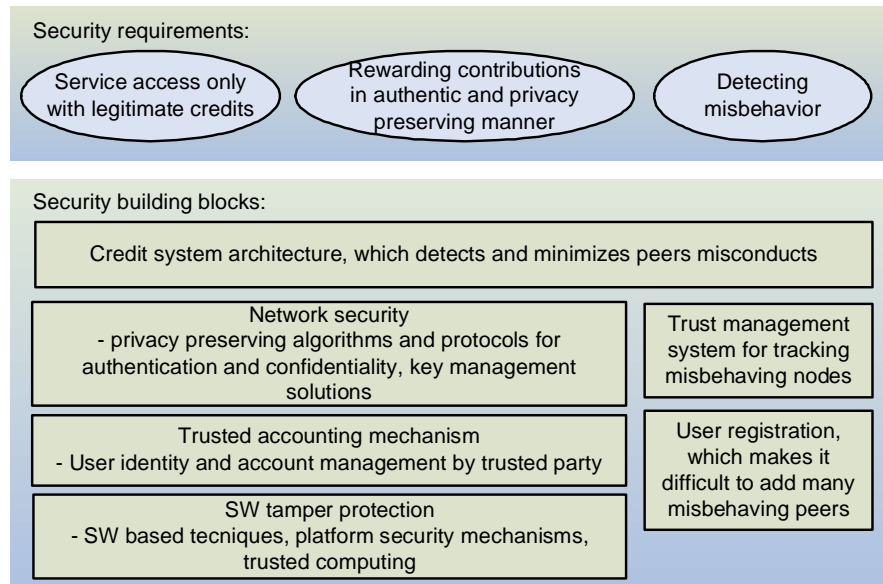 Security requirements:
Service access only
with legitimate credits
Rewarding contributions
in authentic and privacy
preserving manner
Detecting
misbehavior
Security building blocks:
Credit system architecture, which detects and minimizes peers misconducts
Network security
- privacy preserving algorithms and protocols for
authentication and confidentiality, key management
solutions
Trust management
system for tracking
misbehaving nodes
Trusted accounting mechanism
- User identity and account management by trusted party
User registration,
which makes it
difficult to add many
misbehaving peers
SW tamper protection
- SW based tecniques, platform security mechanisms,
trusted computing